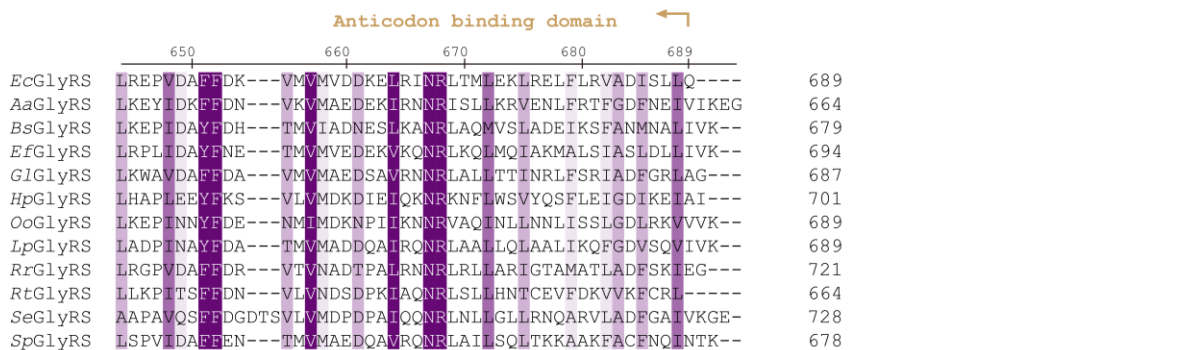 Anticodon binding domain
650 660 670 680 689
EcGlyRS LREPVDAFFDK---VMVMVDDKELRINRLTMLEKLRELFLRVADISLLQ---- 689
AaGlyRS LKEYIDKFFDN---VKVMAEDEKIRNNRISLLKRVENLFRTFGDFNEIVIKEG 664
BsGlyRS LKEPIDAYFDH---TMVIADNESLKANRLAQMVSLADEIKSFANMNALIVK-- 679
EfGlyRS LRPLIDAYFNE---TMVMVEDEKVKQNRLKQLMQIAKMALSIASLDLLIVK-- 694
GlGlyRS LKWAVDAFFDA---VMVMAEDSAVRNNRLALLTTINRLFSRIADFGRLAG--- 687
HpGlyRS LHAPLEEYFKS---VLVMDKDIEIQKNRKNFLWSVYQSFLEIGDIKEIAI--- 701
OoGlyRS LKEPINNYFDE---NMIMDKNPIIKNNRVAQINLLNNLISSLGDLRKVVVK-- 689
LpGlyRS LADPINAYFDA---TMVMADDQAIRQNRLAALLQLAALIKQFGDVSQVIVK-- 689
RrGlyRS LRGPVDAFFDR---VTVNADTPALRNNRLRLLARIGTAMATLADFSKIEG--- 721
RtGlyRS LLKPITSFFDN---VLVNDSDPKIAQNRLSLLHNTCEVFDKVVKFCRL----- 664
SeGlyRS AAPAVQSFFDGDTSVLVMDPDPAIQQNRLNLLGLLRNQARVLADFGAIVKGE- 728
SpGlyRS LSPVIDAFFEN---TMVMAEDQAVRQNRLAILSQLTKKAAKFACFNQINTK-- 678